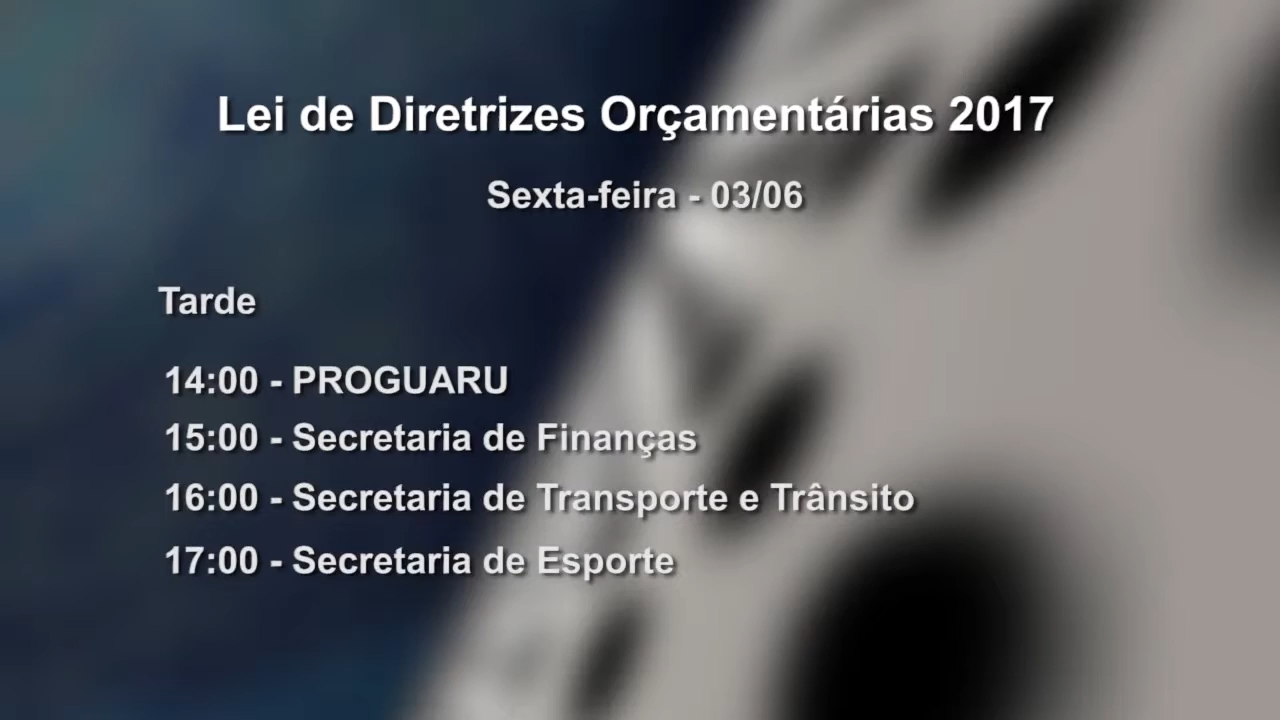 Lei de Diretrizes Orçamentárias 2017
Sexta-feira - 03/06
Tarde
14:00 - PROGUARU
15:00 - Secretaria de Finanças
16:00 - Secretaria de Transporte e Trânsito
17:00 - Secretaria de Esporte